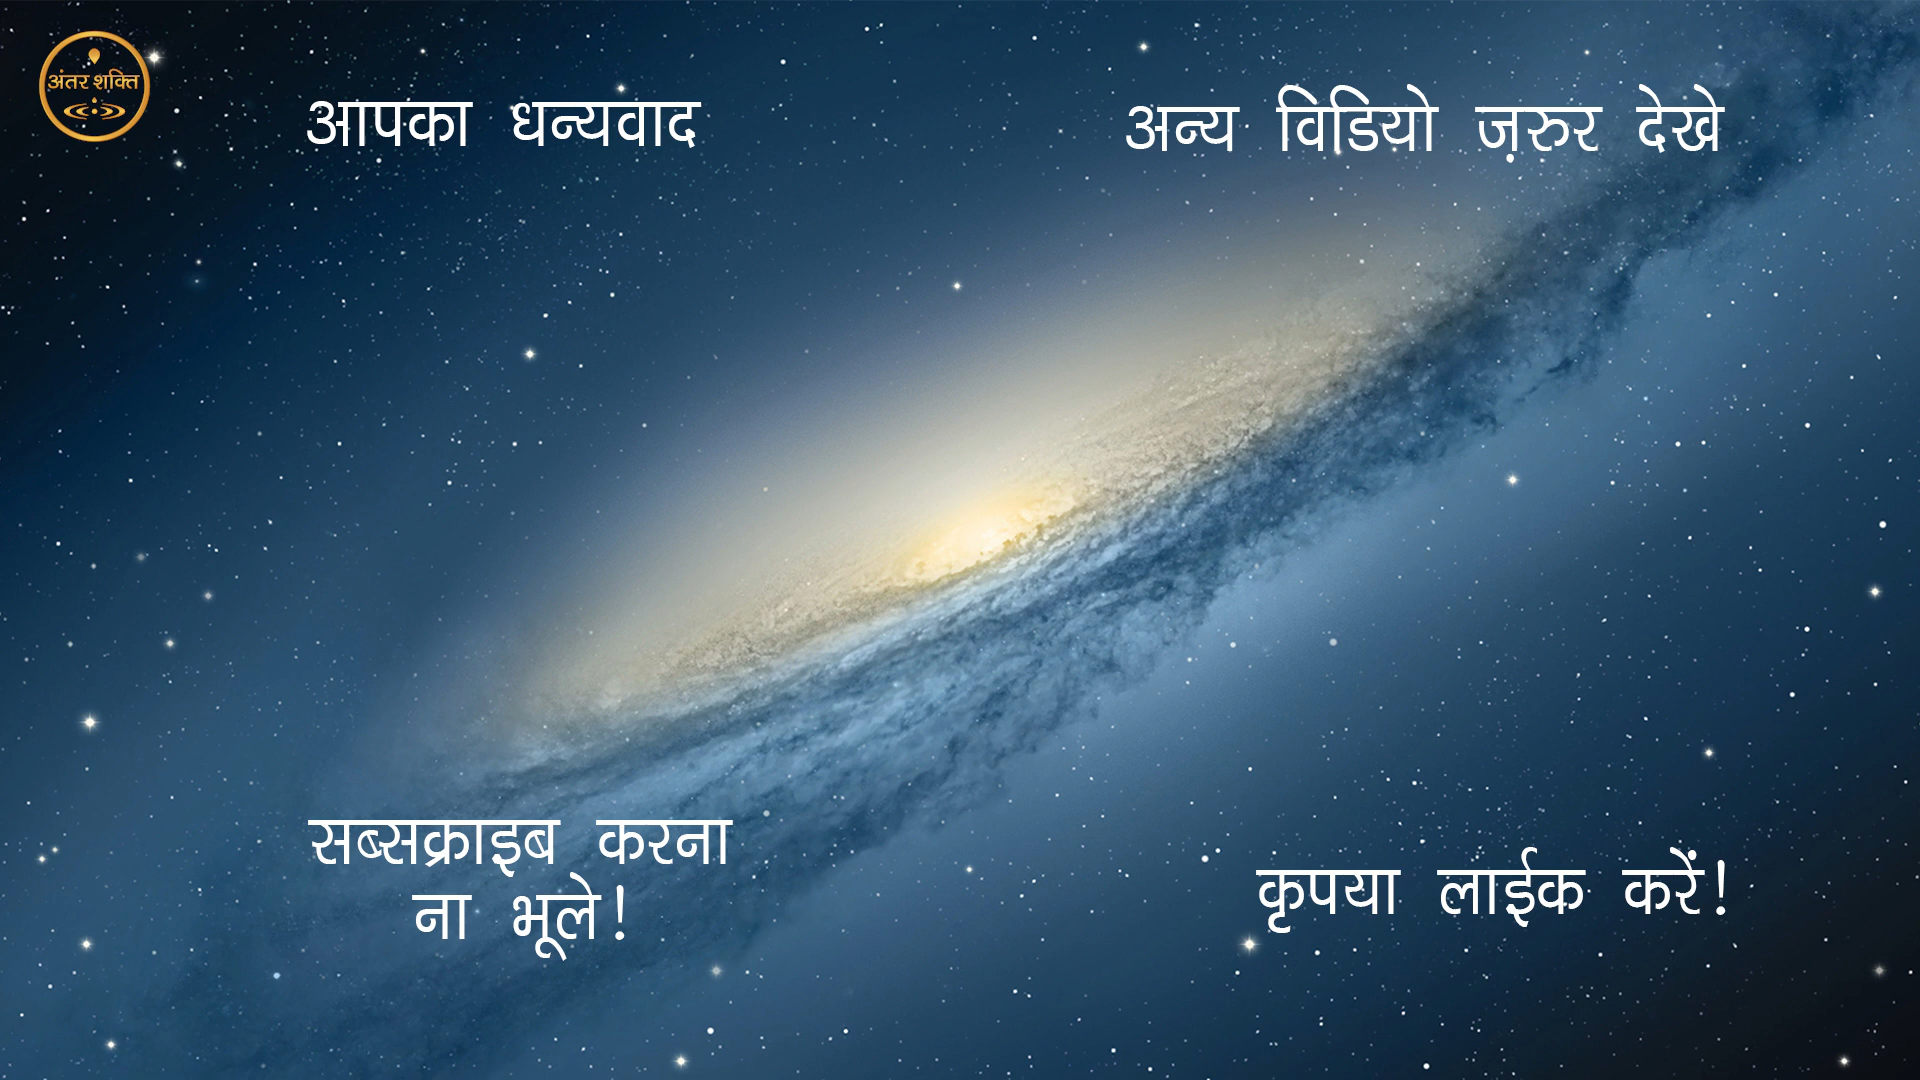 अंतर शक्ति
आपका धन्यवाद
अन्य विडियो ज़रुर देखे
सब्सक्राइब करना
ना भूले!
कृपया लाईक करें!